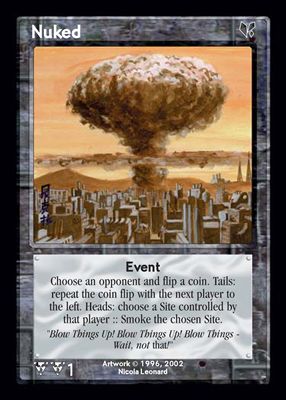 Nuked
Event
Choose an opponent and flip a coin. Tails:
repeat the coin flip with the next player to
the left. Heads: choose a Site controlled by
that player :: Smoke the chosen Site.
"Blow Things Up! Blow Things Up! Blow Things -
Wait, not that!"
1
Artwork © 1996, 2002
Nicola Leonard